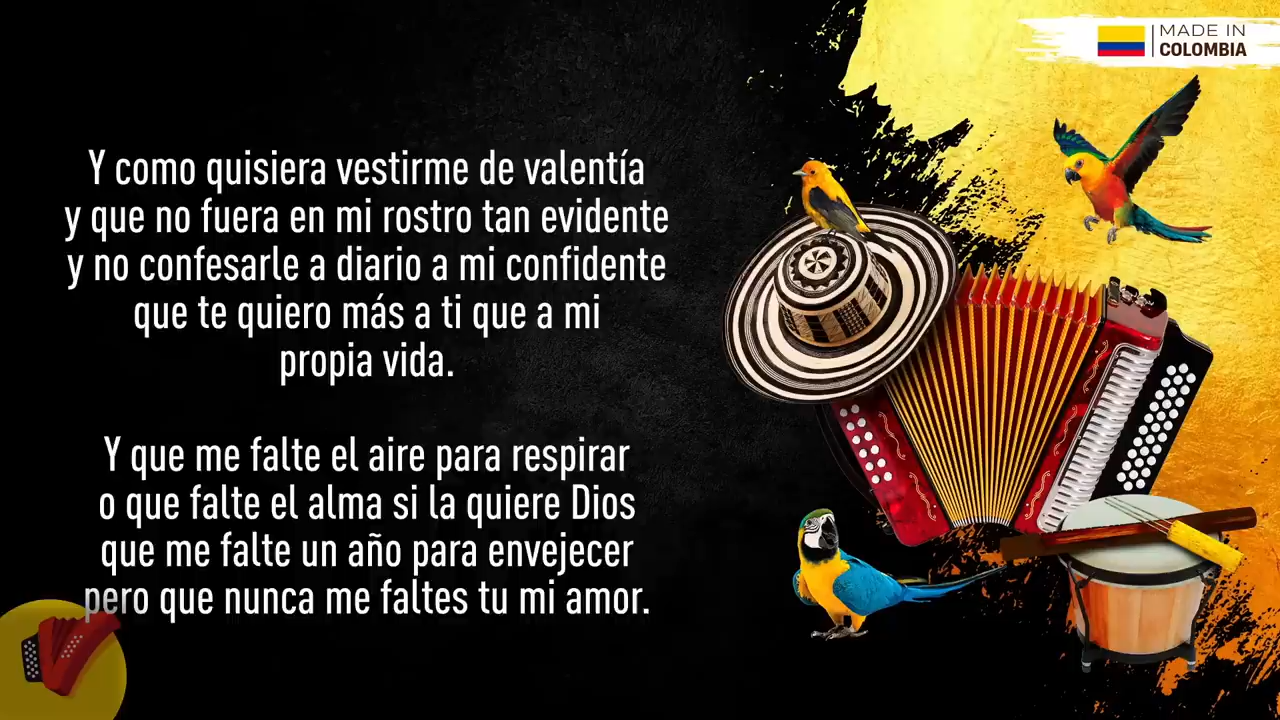 MADE IN
COLOMBIA
Y como quisiera vestirme de valentía
y que no fuera en mi rostro tan evidente
y no confesarle a diario a mi confidente
que te quiero más a ti que a mi
propia vida.
Y que me falte el aire para respirar
o que falte el alma si la quiere Dios
que me falte un año para envejecer
pero que nunca me faltes tu mi amor.